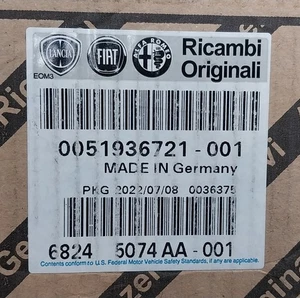 LANCIA FIAT ALFA ROMEO Ricambi
EOM3 Originali
0051936721-001
MADE IN Germany
PKG 2022/07/08 0036375
6824 5074 AA -001
Contents conform to U.S. Federal Motor Vehicle Safety Standards, if any are applicable.